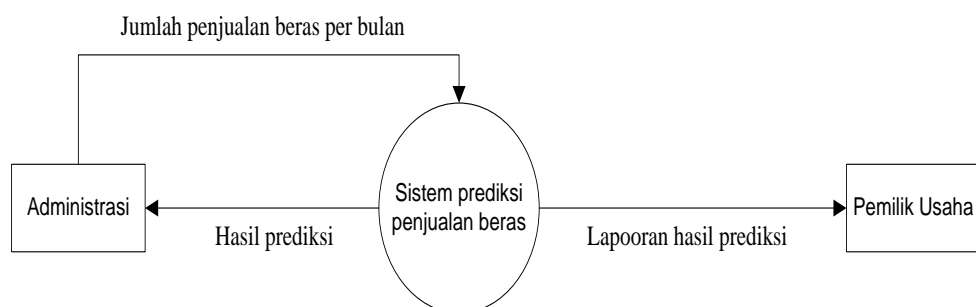 Jumlah penjualan beras per bulan
Administrasi
Hasil prediksi
Sistem prediksi
penjualan beras
Lapooran hasil prediksi
Pemilik Usaha